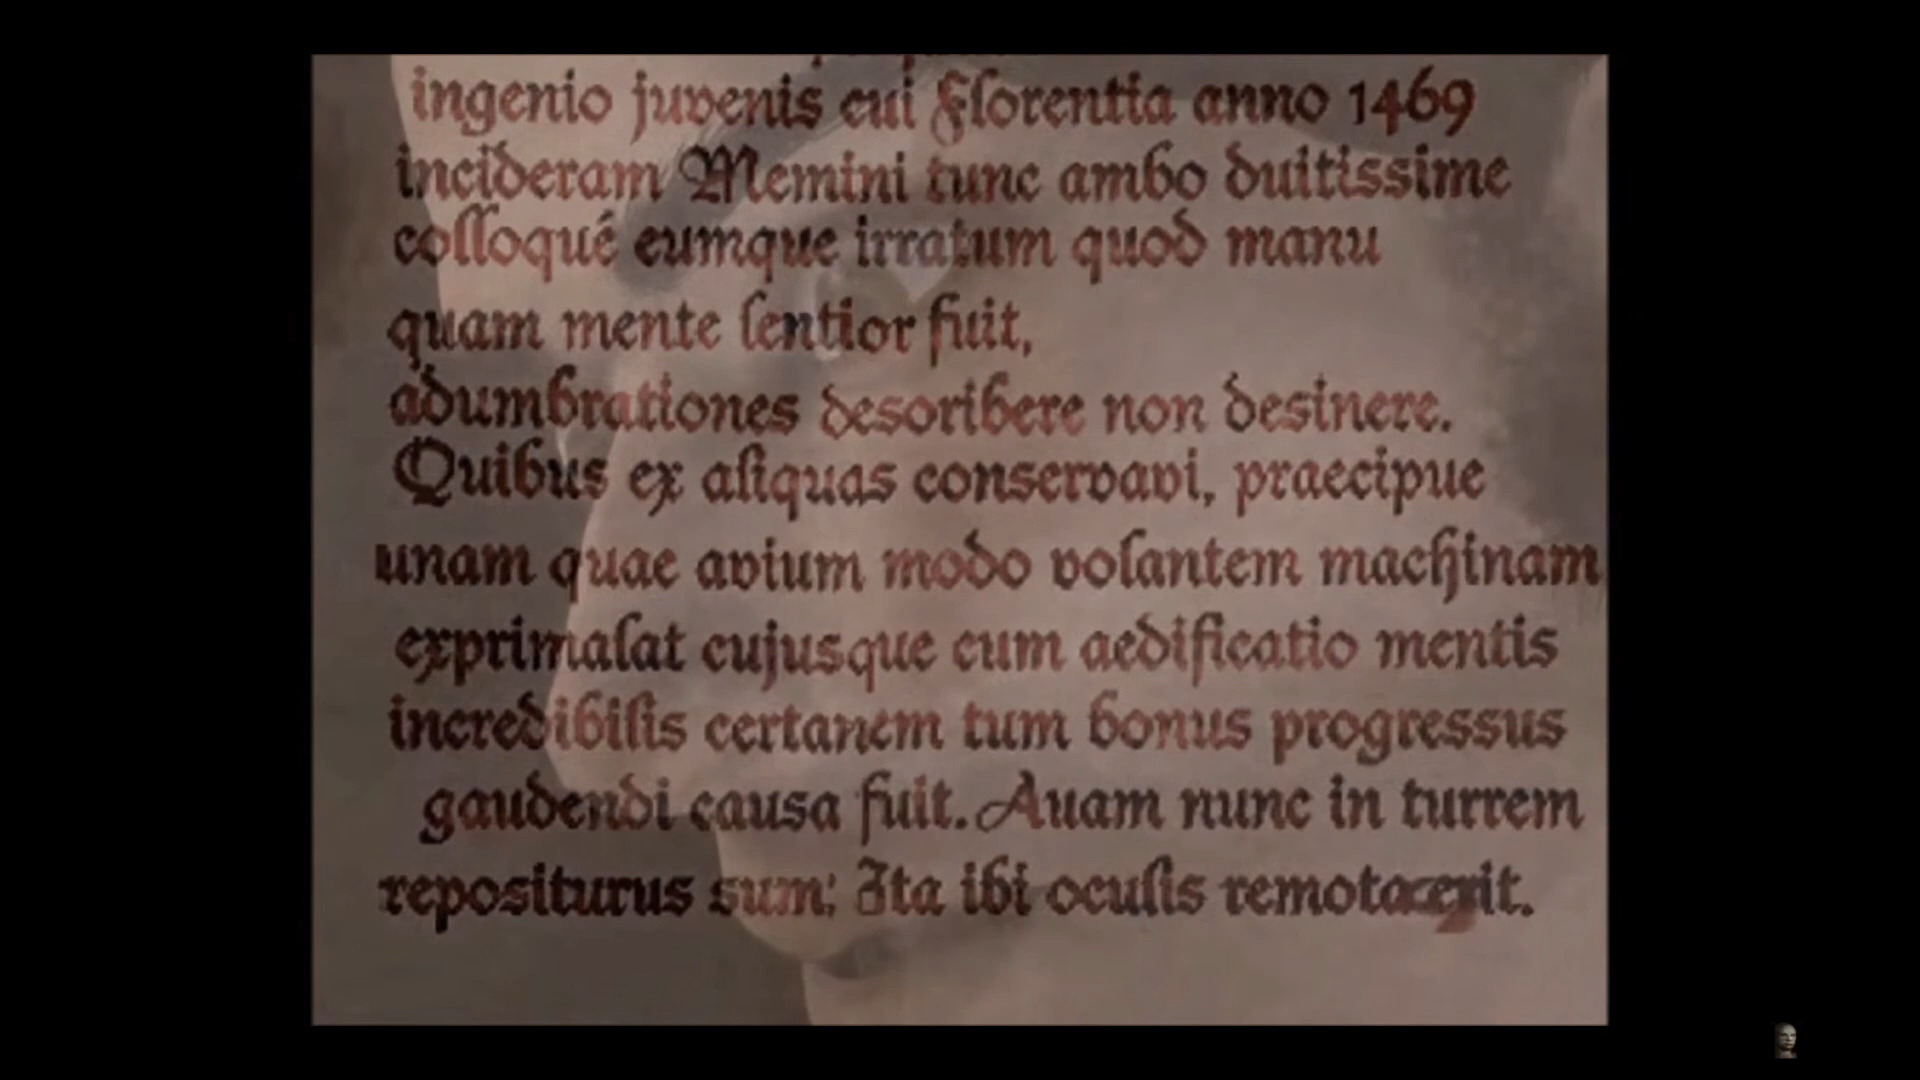 ingenio juvenis cui Florentia anno 1469
incideram Memini tunc ambo duitissime
colloqué eumque irratum quod manu
quam mente lentior fuit,
adumbrationes desoribere non desinere.
Quibus ex aliquas conservavi, praecipue
unam quae avium modo volantem machinam
exprimalat cujusque cum aedificatio mentis
incredibilis certanem tum bonus progressus
gaudendi causa fuit. Auam nunc in turrem
repositurus sum; Ita ibi oculis